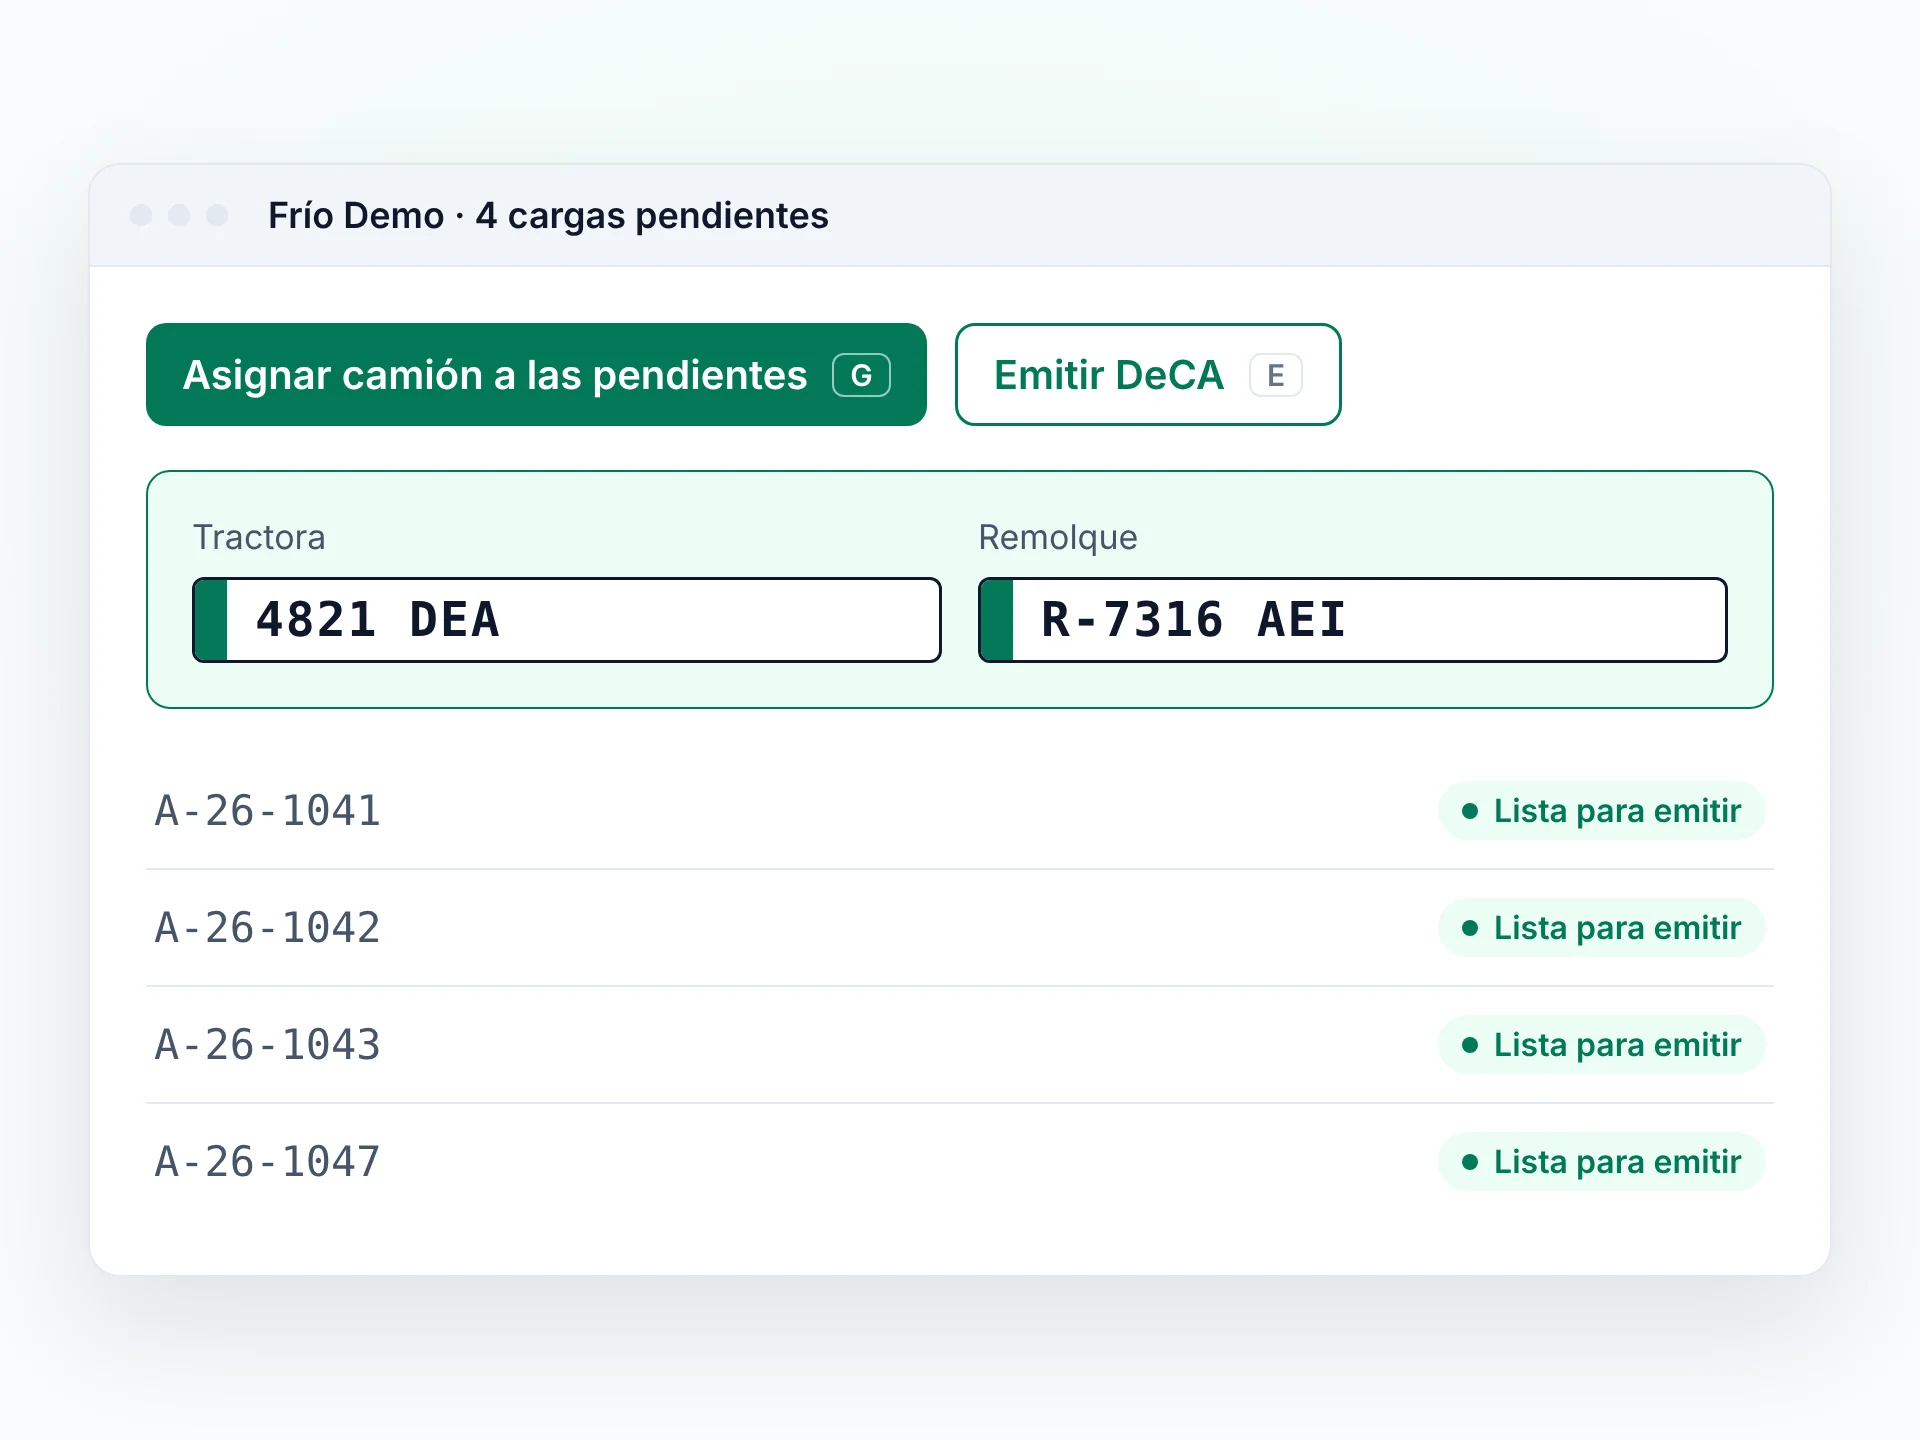 Frío Demo · 4 cargas pendientes
Asignar camión a las pendientes G Emitir DeCA E
Tractora Remolque
4821 DEA R-7316 AEI
A-26-1041 Lista para emitir
A-26-1042 Lista para emitir
A-26-1043 Lista para emitir
A-26-1047 Lista para emitir